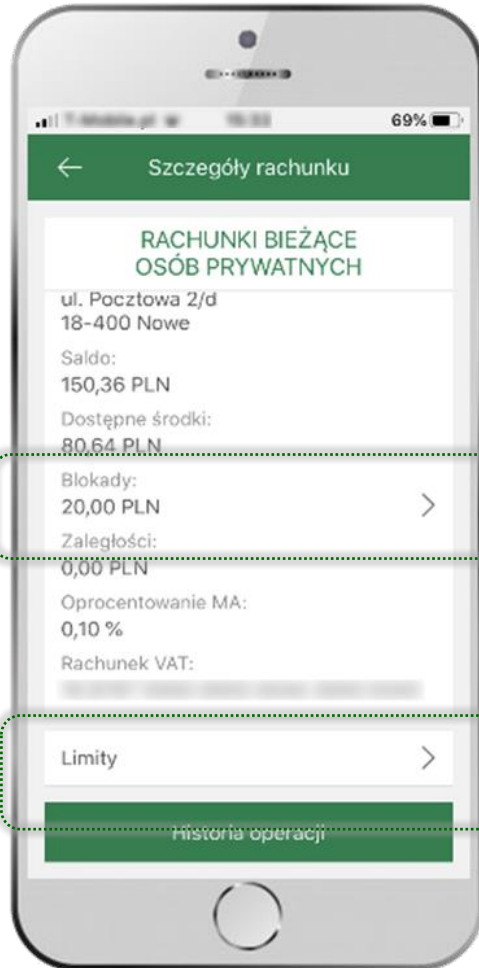 69%
Szczegóły rachunku
RACHUNKI BIEŻĄCE
OSÓB PRYWATNYCH
ul. Pocztowa 2/d
18-400 Nowe
Saldo:
150,36 PLN
Dostępne środki:
80,64 PLN
Blokady:
20,00 PLN
Zaległości:
0,00 PLN
Oprocentowanie MA:
0,10 %
Rachunek VAT:
Limity
Historia operacji